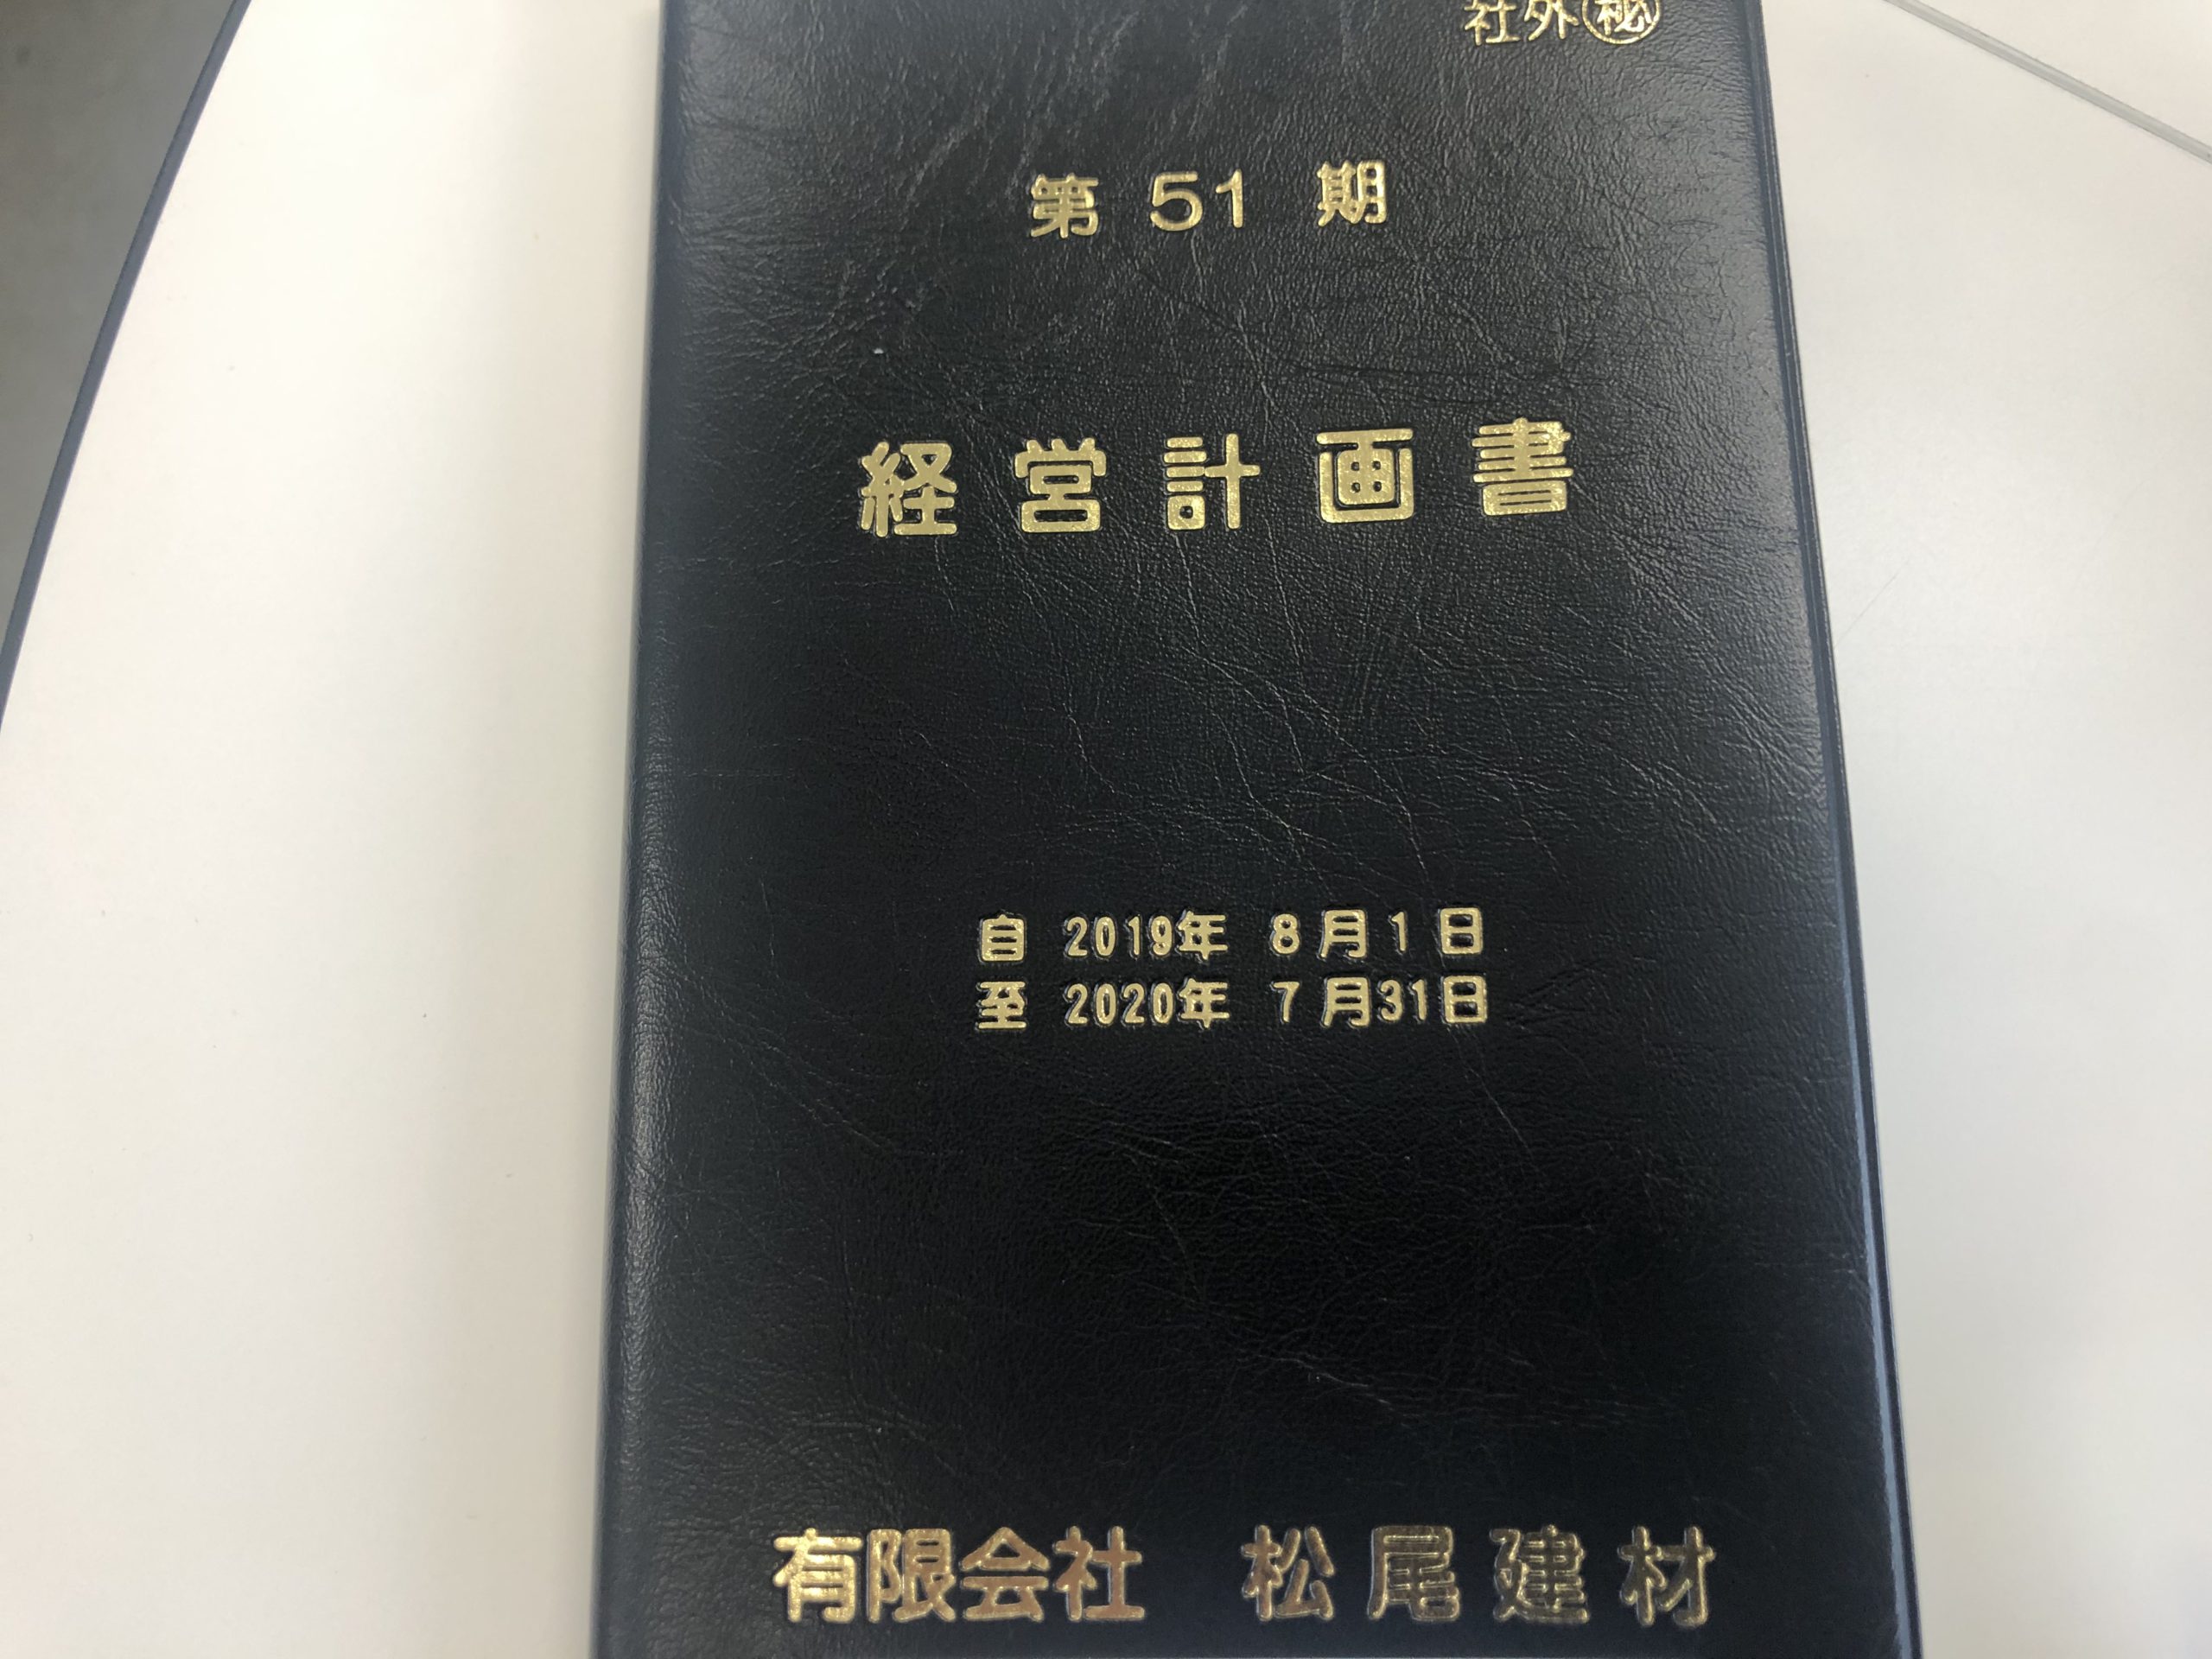 社外㊙
第 51 期
経営計画書
自 2019年 8月1日
至 2020年 7月31日
有限会社 松尾建材